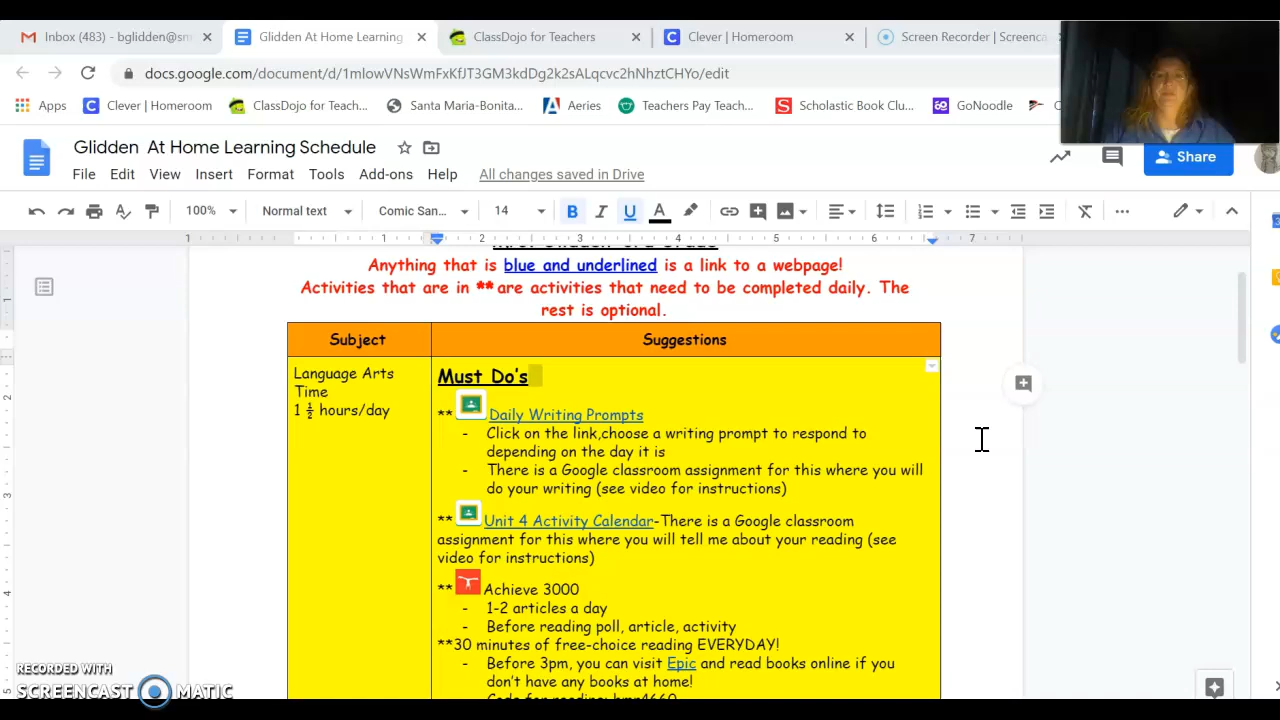 Inbox (483) - bglidden@sm
Glidden At Home Learning
ClassDojo for Teachers
Clever | Homeroom
Screen Recorder | Screenca
docs.google.com/document/d/1mlowVNsWmFxKfJT3GM3kdDg2k2sALqcvc2hNhztCHYo/edit
Apps
Clever | Homeroom
ClassDojo for Teach...
Santa Maria-Bonita...
Aeries
Teachers Pay Teach...
Scholastic Book Clu...
GoNoodle
Glidden At Home Learning Schedule
File Edit View Insert Format Tools Add-ons Help All changes saved in Drive
Share
100% Normal text Comic San... 14
1 1 2 3 4 5 6 7
Anything that is blue and underlined is a link to a webpage!
Activities that are in ** are activities that need to be completed daily. The
rest is optional.
Subject
Suggestions
Language Arts
Time
1 ½ hours/day
Must Do's
** Daily Writing Prompts
- Click on the link,choose a writing prompt to respond to
depending on the day it is
- There is a Google classroom assignment for this where you will
do your writing (see video for instructions)
** Unit 4 Activity Calendar-There is a Google classroom
assignment for this where you will tell me about your reading (see
video for instructions)
** Achieve 3000
- 1-2 articles a day
- Before reading poll, article, activity
**30 minutes of free-choice reading EVERYDAY!
- Before 3pm, you can visit Epic and read books online if you
don't have any books at home!
RECORDED WITH
SCREENCAST MATIC